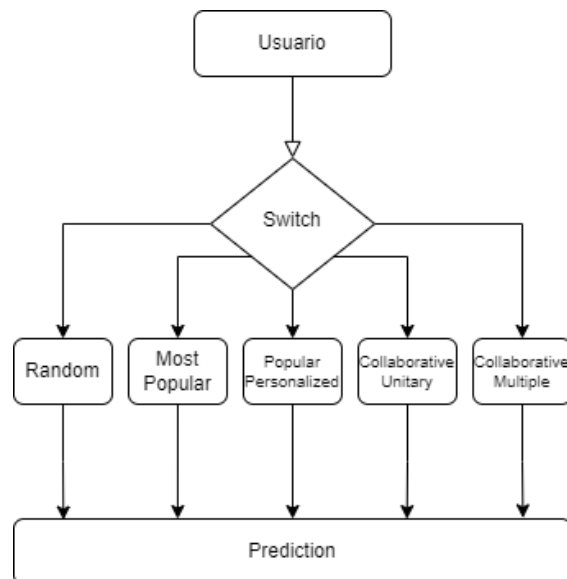 Usuario
Switch
Random
Most
Popular
Popular
Personalized
Collaborative
Unitary
Collaborative
Multiple
Prediction